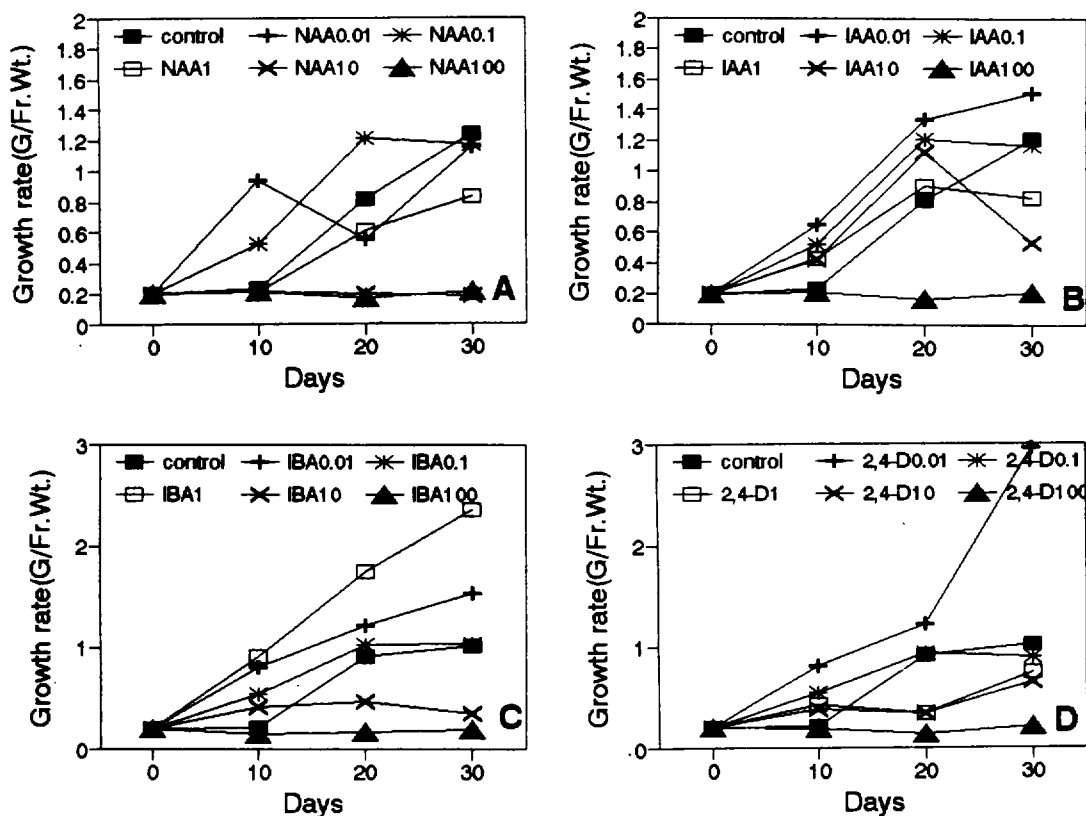 2
1.8
1.6
1.4
1.2
1
0.8
0.6
0.4
0.2
0
Growth rate(G/Fr.Wt.)
control NAA0.01 NAA0.1
NAA1 NAA10 NAA100
A
0 10 20 30
Days
2
1.8
1.6
1.4
1.2
1
0.8
0.6
0.4
0.2
0
Growth rate(G/Fr.Wt.)
control IAA0.01 IAA0.1
IAA1 IAA10 IAA100
B
0 10 20 30
Days
3
2
1
0
Growth rate(G/Fr.Wt.)
control IBA0.01 IBA0.1
IBA1 IBA10 IBA100
C
0 10 20 30
Days
3
2
1
.0
Growth rate(G/Fr.Wt.)
control 2,4-D0.01 2,4-D0.1
2,4-D1 2,4-D10 2,4-D100
D
0 10 20 30
Days